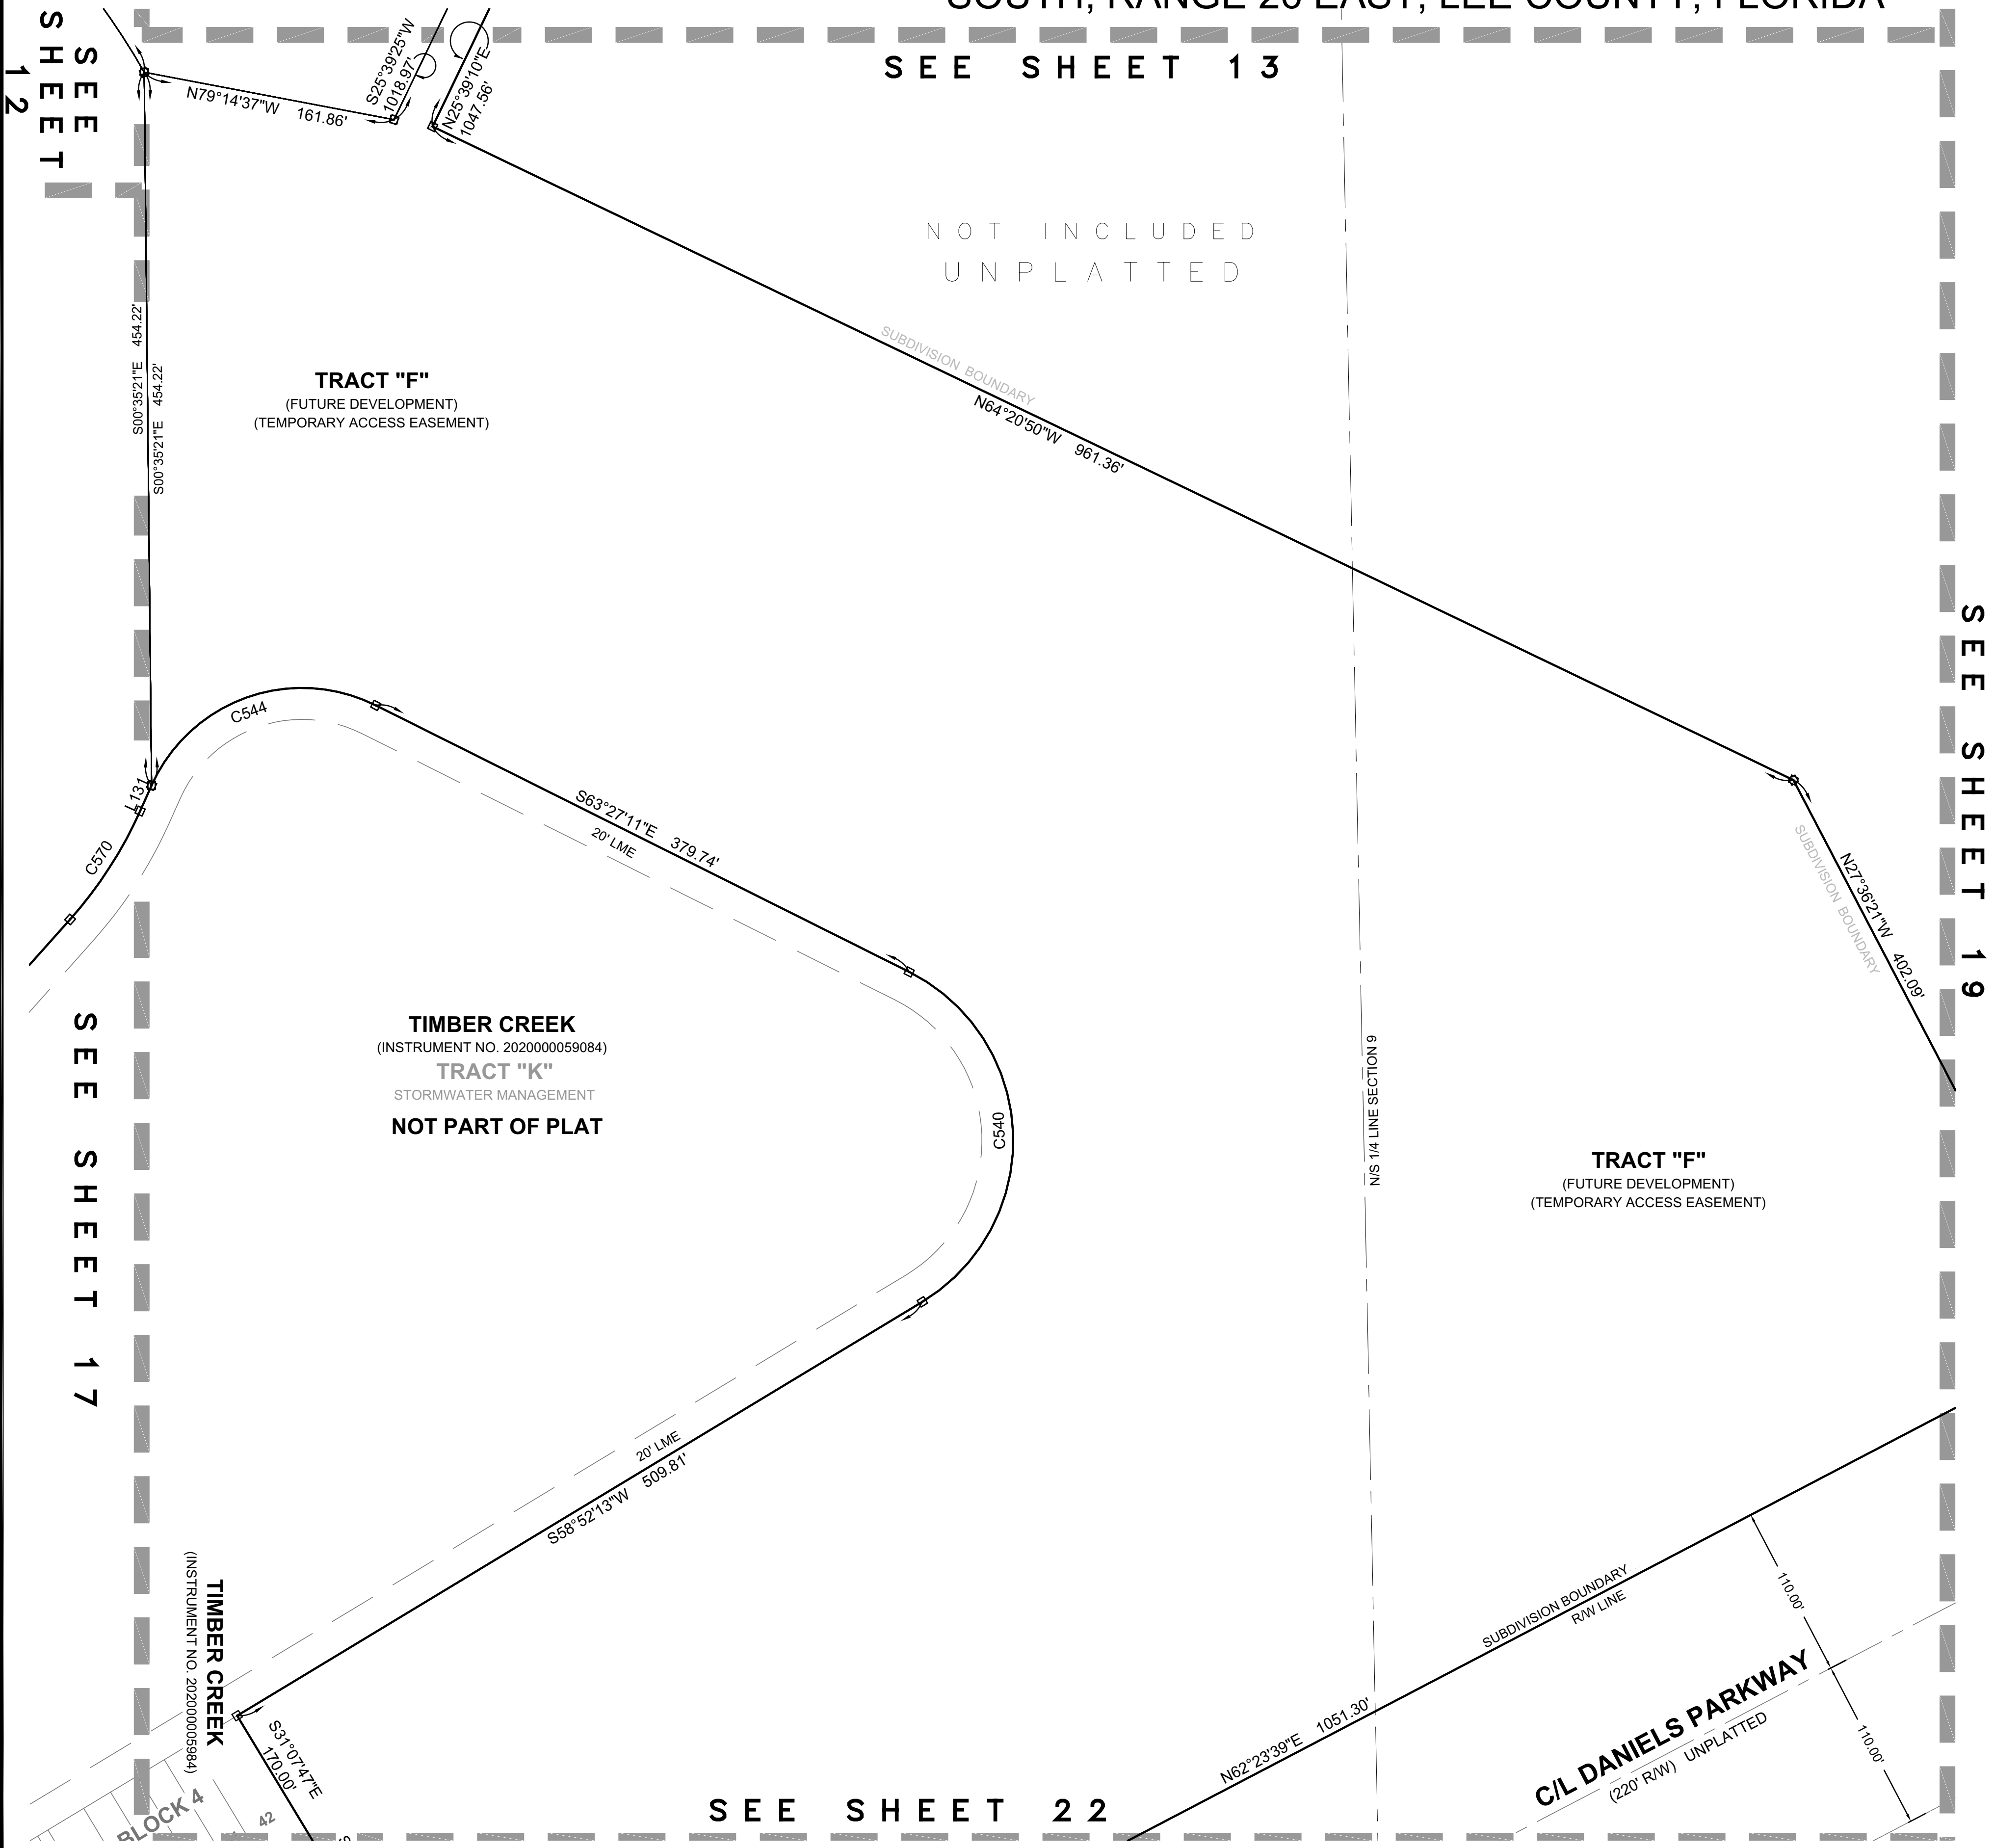 SOUTH, RANGE 26 EAST, LEE COUNTY, FLORIDA
SEE SHEET 13
SEE SHEET
12
N79°14'37"W 161.86'
S25°39'25"W
1018.97'
N25°39'10"E
1047.56'
NOT INCLUDED
UNPLATTED
SUBDIVISION BOUNDARY
N64°20'50"W 961.36'
S00°35'21"E 454.22'
S00°35'21"E 454.22'
TRACT "F"
(FUTURE DEVELOPMENT)
(TEMPORARY ACCESS EASEMENT)
C544
L131
C570
S63°27'11"E 379.74'
20' LME
SEE SHEET 19
N27°36'21"W 402.09'
SUBDIVISION BOUNDARY
SEE SHEET 17
TIMBER CREEK
(INSTRUMENT NO. 2020000059084)
TRACT "K"
STORMWATER MANAGEMENT
NOT PART OF PLAT
C540
N/S 1/4 LINE SECTION 9
TRACT "F"
(FUTURE DEVELOPMENT)
(TEMPORARY ACCESS EASEMENT)
20' LME
S58°52'13"W 509.81'
TIMBER CREEK
(INSTRUMENT NO. 2020000005984)
S31°07'47"E
170.00'
BLOCK 4
42
SUBDIVISION BOUNDARY
R/W LINE
N62°23'39"E 1051.30'
110.00'
110.00'
C/L DANIELS PARKWAY
(220' R/W) UNPLATTED
SEE SHEET 22